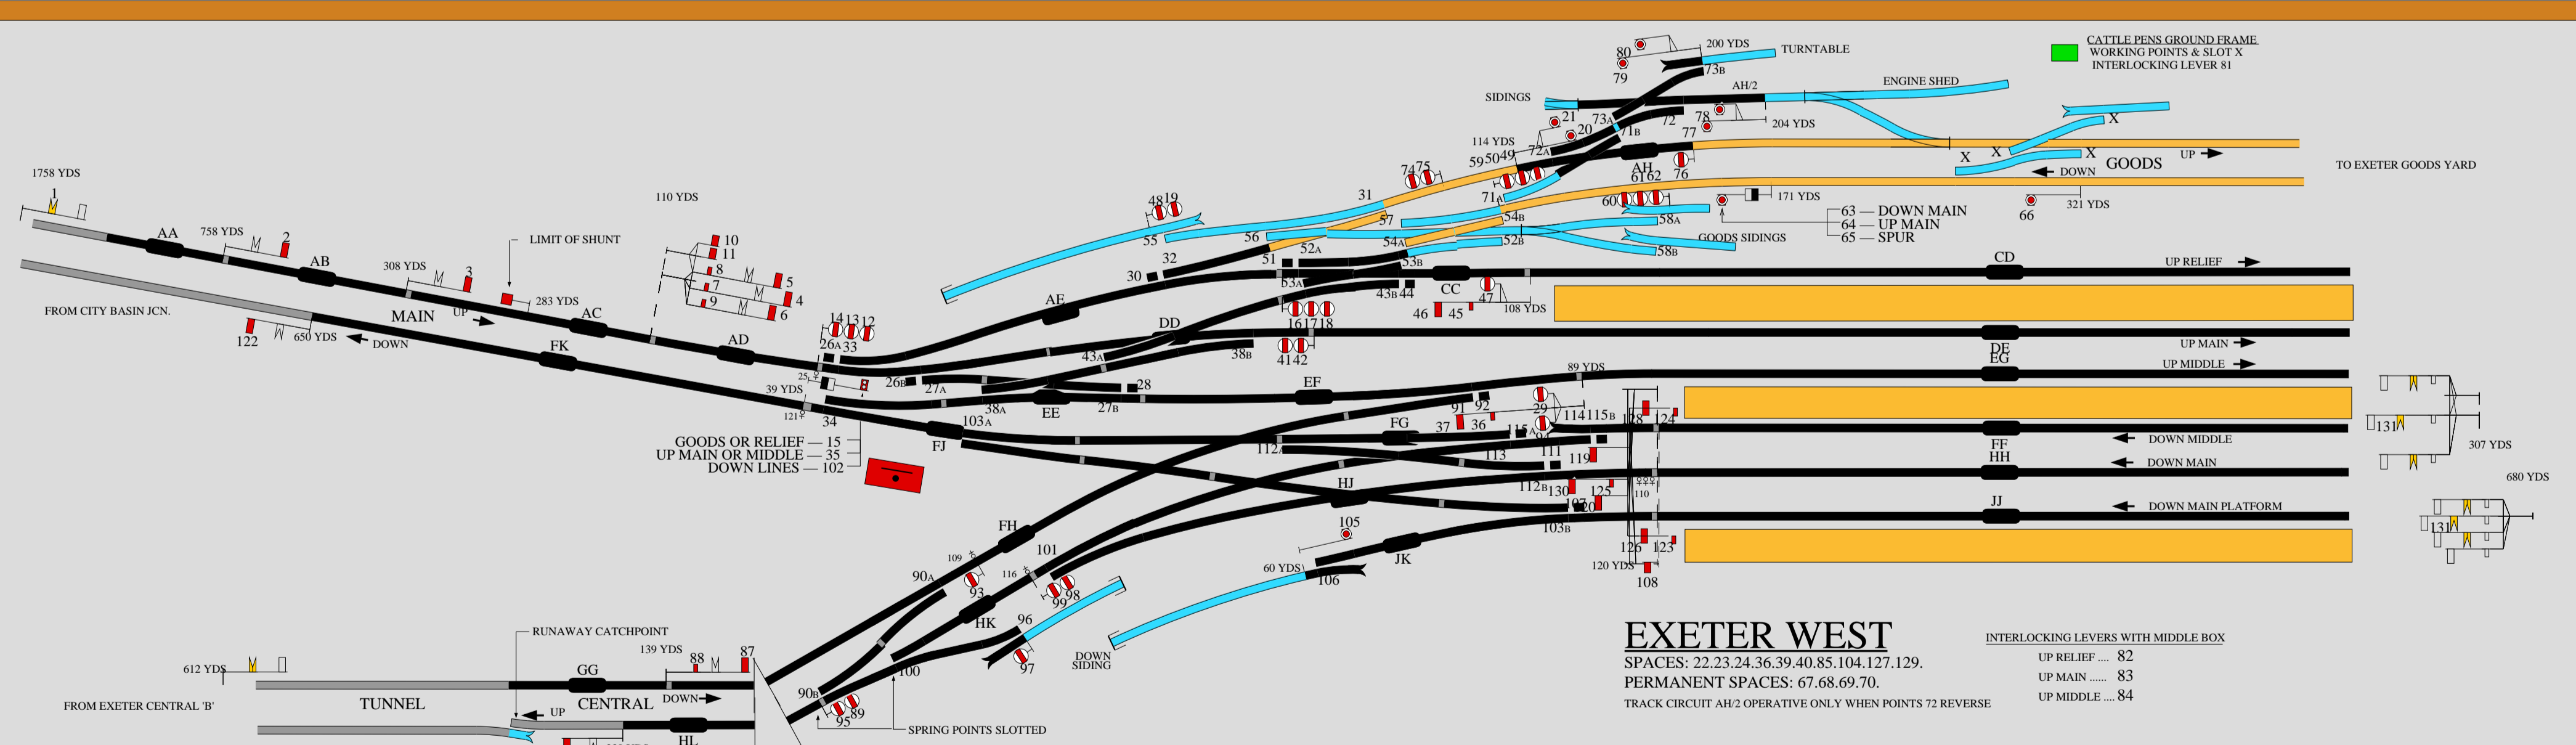 CATTLE PENS GROUND FRAME
WORKING POINTS & SLOT X
INTERLOCKING LEVER 81
80
200 YDS
TURNTABLE
79
73B
SIDINGS
AH/2
ENGINE SHED
21
20
73A
71B
72
78
77
204 YDS
X
114 YDS
72A
59 50 49
74 75
AH
61 62
76
X
X
X
GOODS
UP
DOWN
TO EXETER GOODS YARD
1758 YDS
1
110 YDS
48 19
31
71A
60
171 YDS
66
321 YDS
63 — DOWN MAIN
64 — UP MAIN
65 — SPUR
57
54B
58A
GOODS SIDINGS
55
56
54A
52B
58B
52A
AA
758 YDS
2
LIMIT OF SHUNT
10
11
8
7
9
5
4
6
AB
308 YDS
3
283 YDS
30
32
51
53B
53A
CD
UP RELIEF
43B 44
CC
47
46
45
108 YDS
FROM CITY BASIN JCN.
MAIN
UP
AC
AE
122
650 YDS
DOWN
FK
AD
14 13 12
26A 33
DD
16 17 18
43A
38B
41 42
DE
UP MAIN
EG
UP MIDDLE
25
39 YDS
121
34
26B
27A
38A
EE
27B
28
EF
89 YDS
29
91
92
37
36
114 115B
128
124
131
307 YDS
103A
FJ
GOODS OR RELIEF — 15
UP MAIN OR MIDDLE — 35
DOWN LINES — 102
FG
115A
94
111
113
112A
119
FF
DOWN MIDDLE
HH
DOWN MAIN
680 YDS
HJ
112B
130
125
110
107
120
JJ
DOWN MAIN PLATFORM
131
103B
105
JK
126
123
120 YDS
108
60 YDS
106
FH
109
101
116
90A
93
99 98
HK
96
97
DOWN
SIDING
100
90B
95 89
SPRING POINTS SLOTTED
RUNAWAY CATCHPOINT
139 YDS
88
87
612 YDS
GG
DOWN
TUNNEL
CENTRAL
FROM EXETER CENTRAL 'B'
UP
HL
EXETER WEST
SPACES: 22.23.24.36.39.40.85.104.127.129.
PERMANENT SPACES: 67.68.69.70.
TRACK CIRCUIT AH/2 OPERATIVE ONLY WHEN POINTS 72 REVERSE
INTERLOCKING LEVERS WITH MIDDLE BOX
UP RELIEF .... 82
UP MAIN ...... 83
UP MIDDLE .... 84